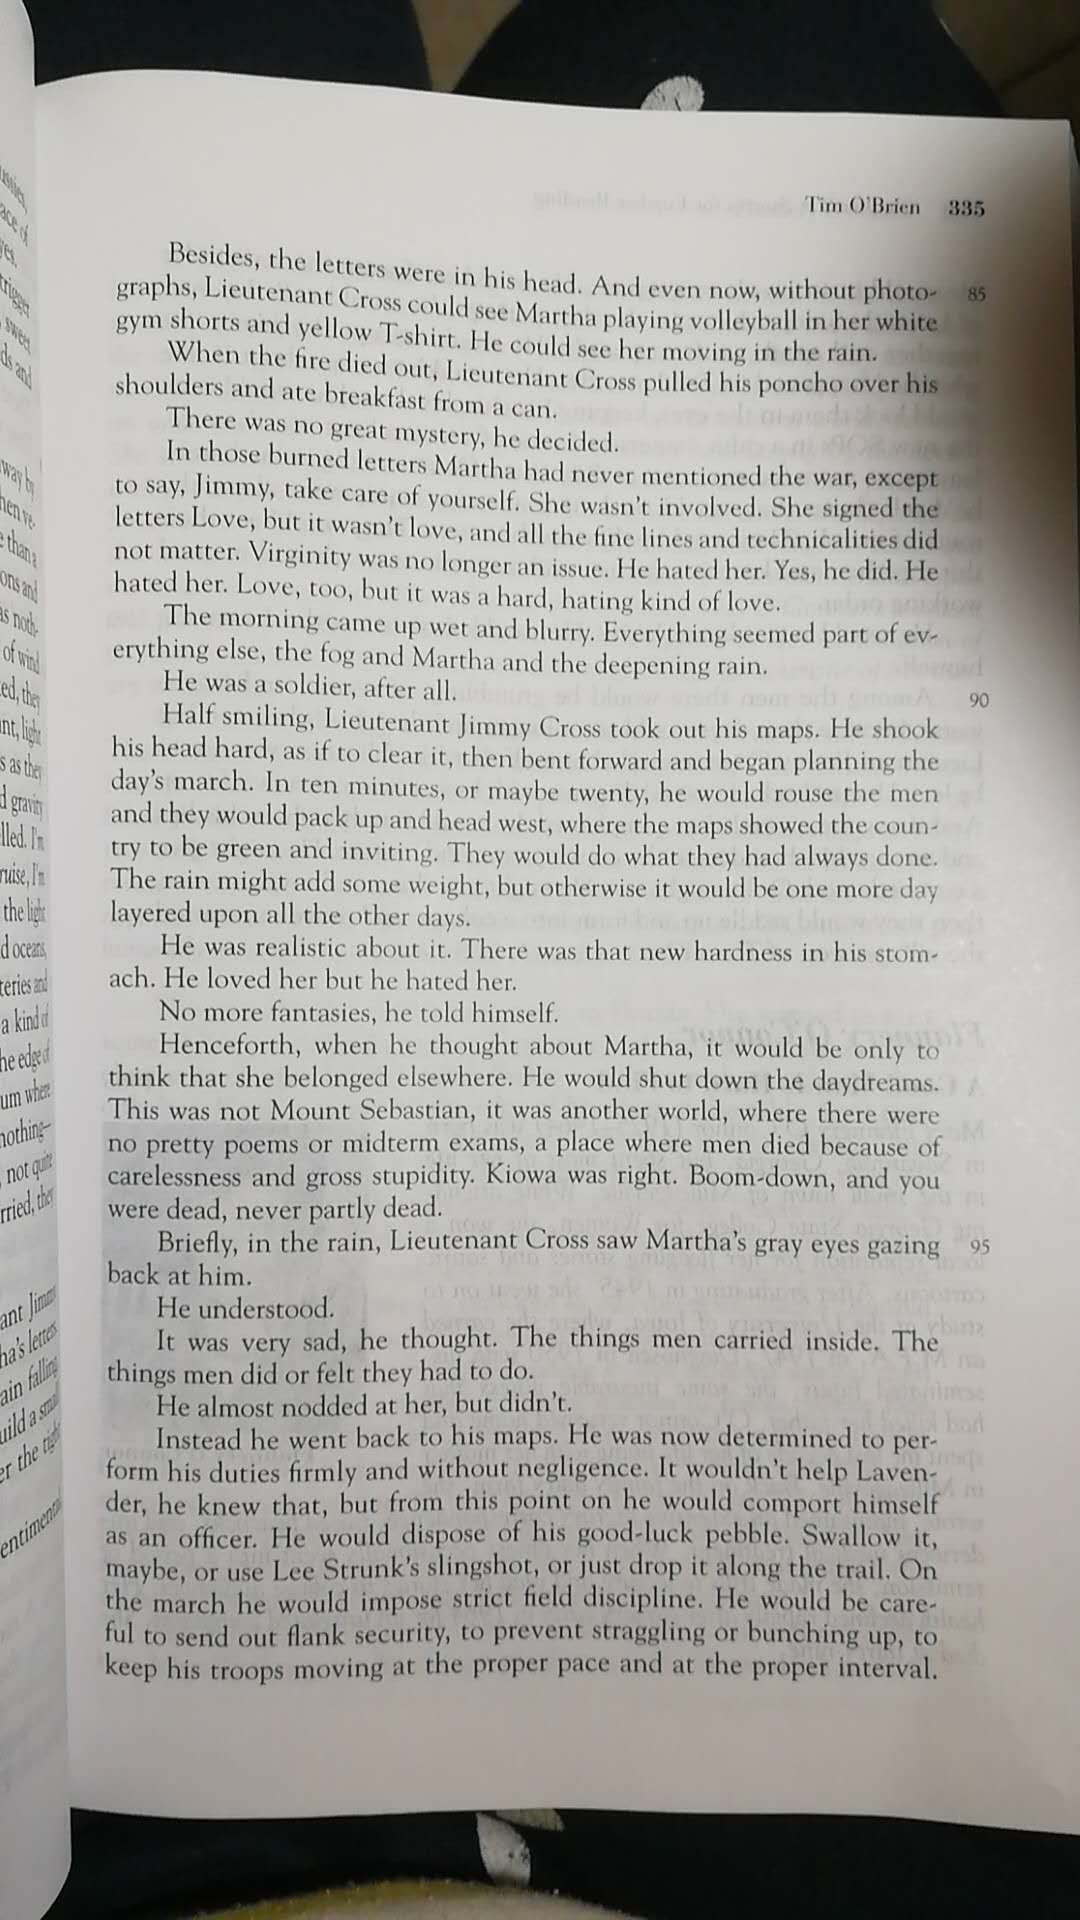 Tim O'Brien 335
Besides, the letters were in his head. And even now, without photo- 85
graphs, Lieutenant Cross could see Martha playing volleyball in her white
gym shorts and yellow T-shirt. He could see her moving in the rain.
When the fire died out, Lieutenant Cross pulled his poncho over his
shoulders and ate breakfast from a can.
There was no great mystery, he decided.
In those burned letters Martha had never mentioned the war, except
to say, Jimmy, take care of yourself. She wasn't involved. She signed the
letters Love, but it wasn't love, and all the fine lines and technicalities did
not matter. Virginity was no longer an issue. He hated her. Yes, he did. He
hated her. Love, too, but it was a hard, hating kind of love.
The morning came up wet and blurry. Everything seemed part of ev-
erything else, the fog and Martha and the deepening rain.
He was a soldier, after all. 90
Half smiling, Lieutenant Jimmy Cross took out his maps. He shook
his head hard, as if to clear it, then bent forward and began planning the
day's march. In ten minutes, or maybe twenty, he would rouse the men
and they would pack up and head west, where the maps showed the coun-
try to be green and inviting. They would do what they had always done.
The rain might add some weight, but otherwise it would be one more day
layered upon all the other days.
He was realistic about it. There was that new hardness in his stom-
ach. He loved her but he hated her.
No more fantasies, he told himself.
Henceforth, when he thought about Martha, it would be only to
think that she belonged elsewhere. He would shut down the daydreams.
This was not Mount Sebastian, it was another world, where there were
no pretty poems or midterm exams, a place where men died because of
carelessness and gross stupidity. Kiowa was right. Boom-down, and you
were dead, never partly dead.
Briefly, in the rain, Lieutenant Cross saw Martha's gray eyes gazing 95
back at him.
He understood.
It was very sad, he thought. The things men carried inside. The
things men did or felt they had to do.
He almost nodded at her, but didn't.
Instead he went back to his maps. He was now determined to per-
form his duties firmly and without negligence. It wouldn't help Laven-
der, he knew that, but from this point on he would comport himself
as an officer. He would dispose of his good-luck pebble. Swallow it,
maybe, or use Lee Strunk's slingshot, or just drop it along the trail. On
the march he would impose strict field discipline. He would be care-
ful to send out flank security, to prevent straggling or bunching up, to
keep his troops moving at the proper pace and at the proper interval.